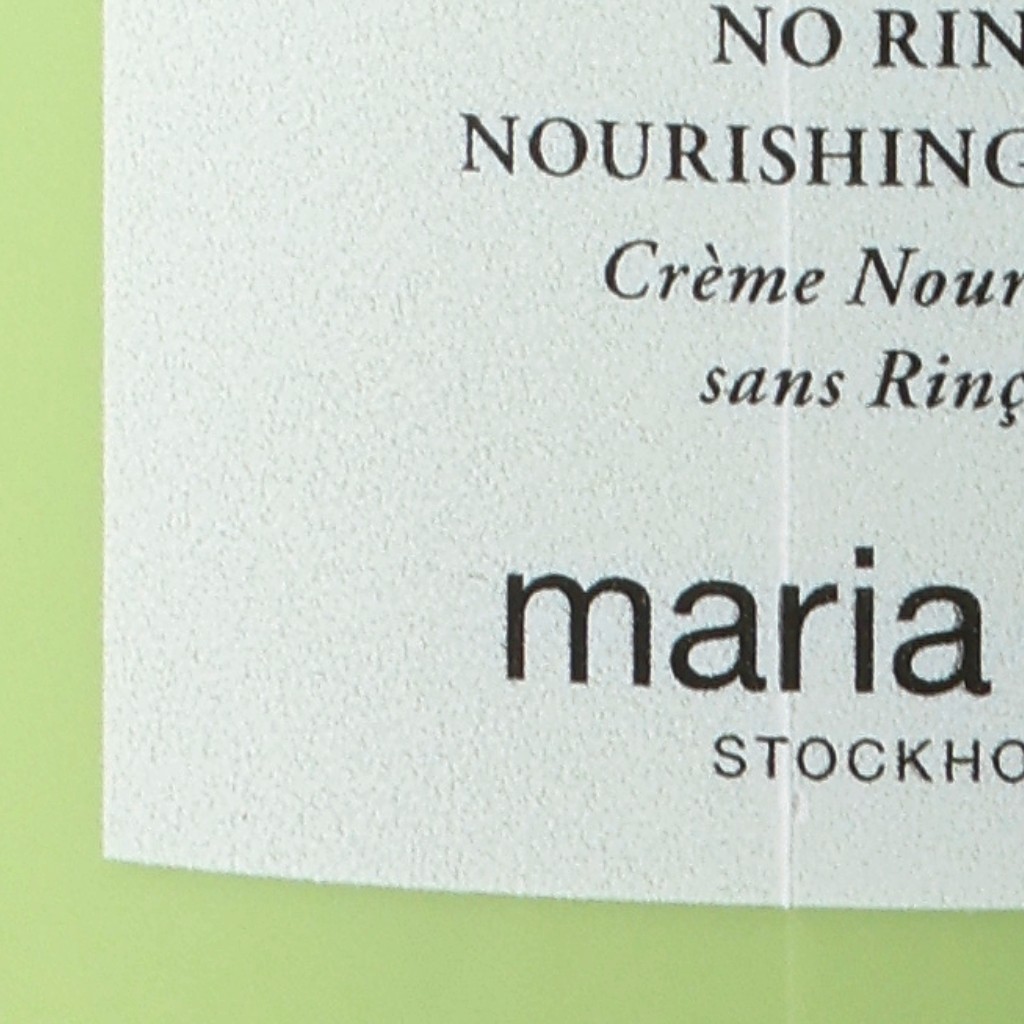 NO RIN
NOURISHING
Crème Nour
sans Rinç
maria
STOCKHO